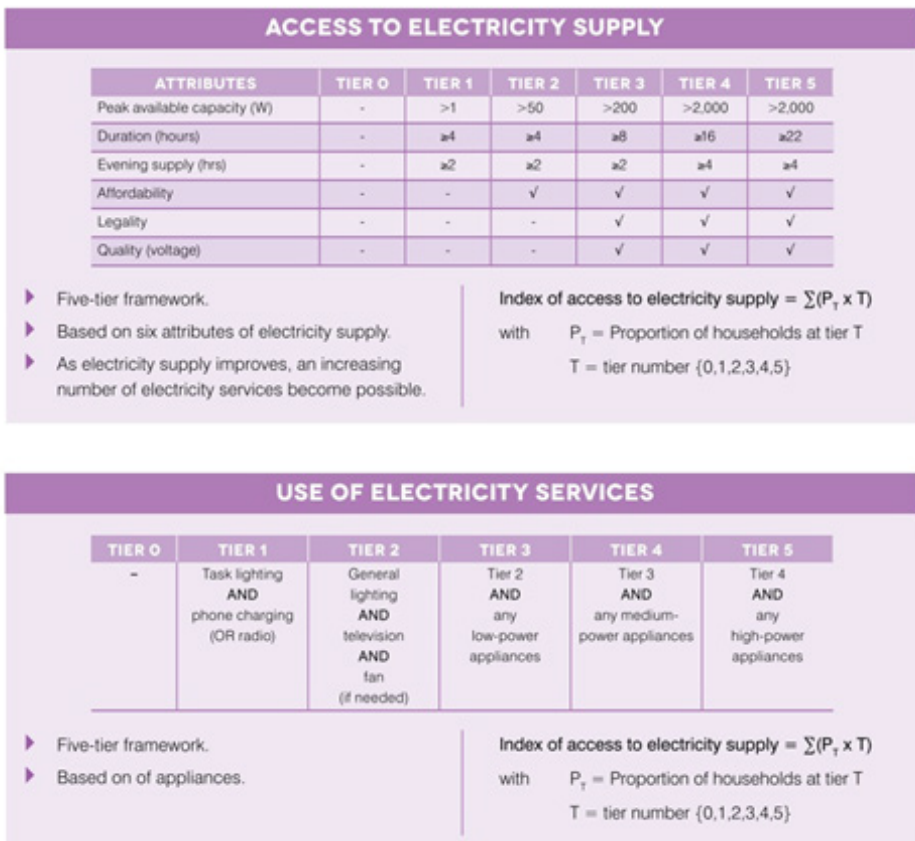 ACCESS TO ELECTRICITY SUPPLY
ATTRIBUTES TIER 0 TIER 1 TIER 2 TIER 3 TIER 4 TIER 5
Peak available capacity (W) - >1 >50 >200 >2,000 >2,000
Duration (hours) - ≥4 ≥4 ≥8 ≥16 ≥22
Evening supply (hrs) - ≥2 ≥2 ≥2 ≥4 ≥4
Affordability - - √ √ √ √
Legality - - - √ √ √
Quality (voltage) - - - √ √ √
Five-tier framework.
Based on six attributes of electricity supply.
As electricity supply improves, an increasing
number of electricity services become possible.
Index of access to electricity supply = ∑(P_T x T)
with P_T = Proportion of households at tier T
T = tier number {0,1,2,3,4,5}
USE OF ELECTRICITY SERVICES
TIER 0 TIER 1 TIER 2 TIER 3 TIER 4 TIER 5
– Task lighting General Tier 2 Tier 3 Tier 4
AND lighting AND AND AND
phone charging AND any any medium- any
(OR radio) television low-power power appliances high-power
AND appliances appliances
fan
(if needed)
Five-tier framework.
Based on of appliances.
Index of access to electricity supply = ∑(P_T x T)
with P_T = Proportion of households at tier T
T = tier number {0,1,2,3,4,5}